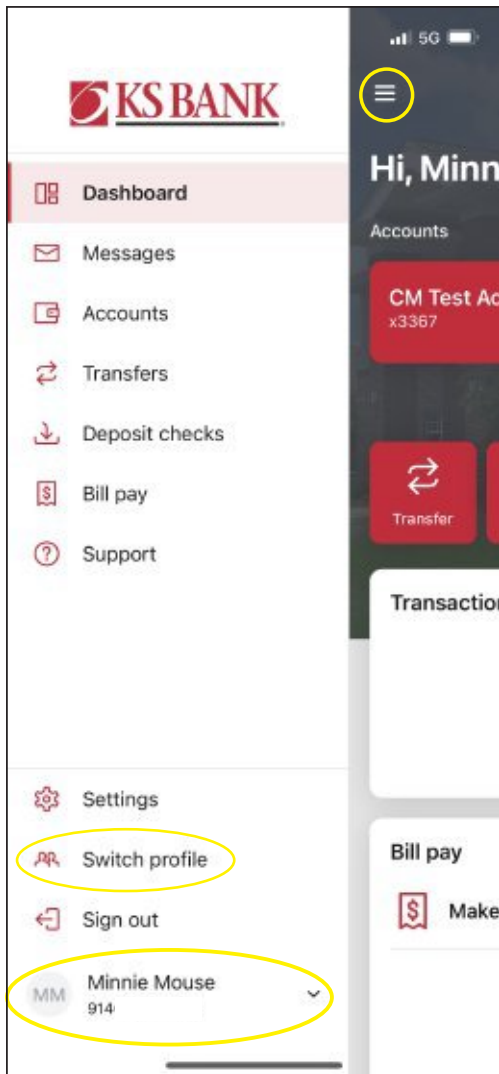 KS BANK
Dashboard
Messages
Accounts
Transfers
Deposit checks
Bill pay
Support
Settings
Switch profile
Sign out
MM
Minnie Mouse
914
5G
Hi, Minn
Accounts
CM Test Ac
x3367
Transfer
Transaction
Bill pay
Make